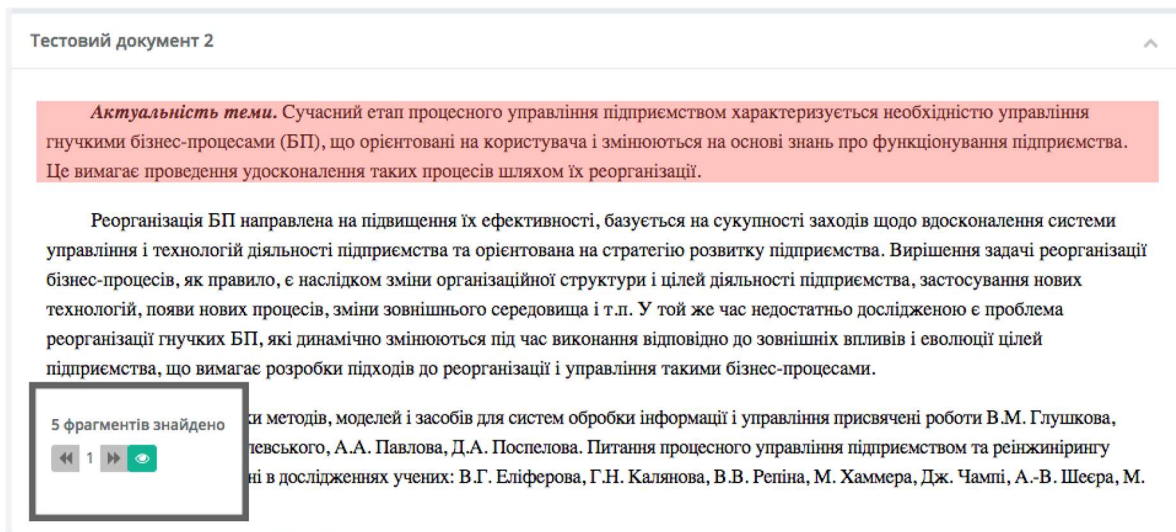 Тестовий документ 2
Актуальність теми. Сучасний етап процесного управління підприємством характеризується необхідністю управління
гнучкими бізнес-процесами (БП), що орієнтовані на користувача і змінюються на основі знань про функціонування підприємства.
Це вимагає проведення удосконалення таких процесів шляхом їх реорганізації.
Реорганізація БП направлена на підвищення їх ефективності, базується на сукупності заходів щодо вдосконалення системи
управління і технологій діяльності підприємства та орієнтована на стратегію розвитку підприємства. Вирішення задачі реорганізації
бізнес-процесів, як правило, є наслідком зміни організаційної структури і цілей діяльності підприємства, застосування нових
технологій, появи нових процесів, зміни зовнішнього середовища і т.п. У той же час недостатньо дослідженою є проблема
реорганізації гнучких БП, які динамічно змінюються під час виконання відповідно до зовнішніх впливів і еволюції цілей
підприємства, що вимагає розробки підходів до реорганізації і управління такими бізнес-процесами.
методів, моделей і засобів для систем обробки інформації і управління присвячені роботи В.М. Глушкова,
А.А. Павлова, Д.А. Поспелова. Питання процесного управління підприємством та реінжинірингу
в дослідженнях учених: В.Г. Еліферова, Г.Н. Калянова, В.В. Репіна, М. Хаммера, Дж. Чампі, А.-В. Шеєра, М.
5 фрагментів знайдено
1